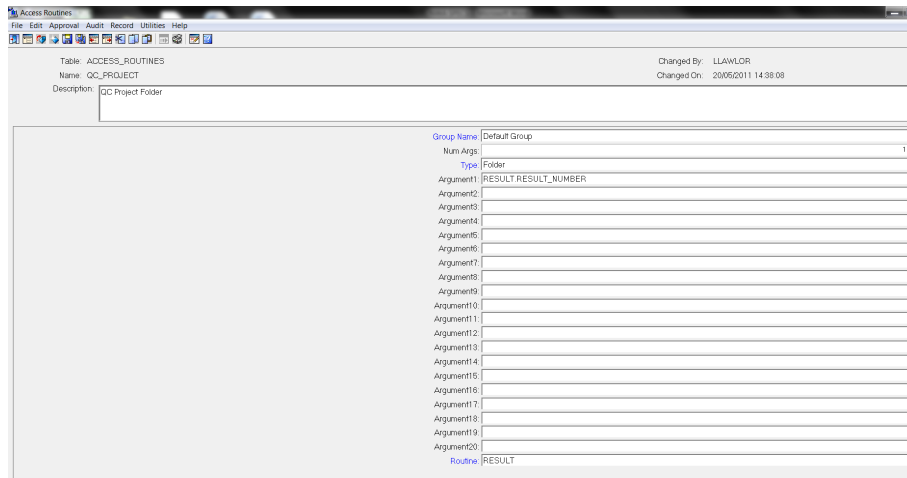 Access Routines
File Edit Approval Audit Record Utilities Help
Table: ACCESS_ROUTINES Changed By: LLAWLOR
Name: QC_PROJECT Changed On: 20/05/2011 14:38:08
Description: QC Project Folder
Group Name: Default Group
Num Args: 1
Type: Folder
Argument1: RESULT.RESULT_NUMBER
Argument2:
Argument3:
Argument4:
Argument5:
Argument6:
Argument7:
Argument8:
Argument9:
Argument10:
Argument11:
Argument12:
Argument13:
Argument14:
Argument15:
Argument16:
Argument17:
Argument18:
Argument19:
Argument20:
Routine: RESULT